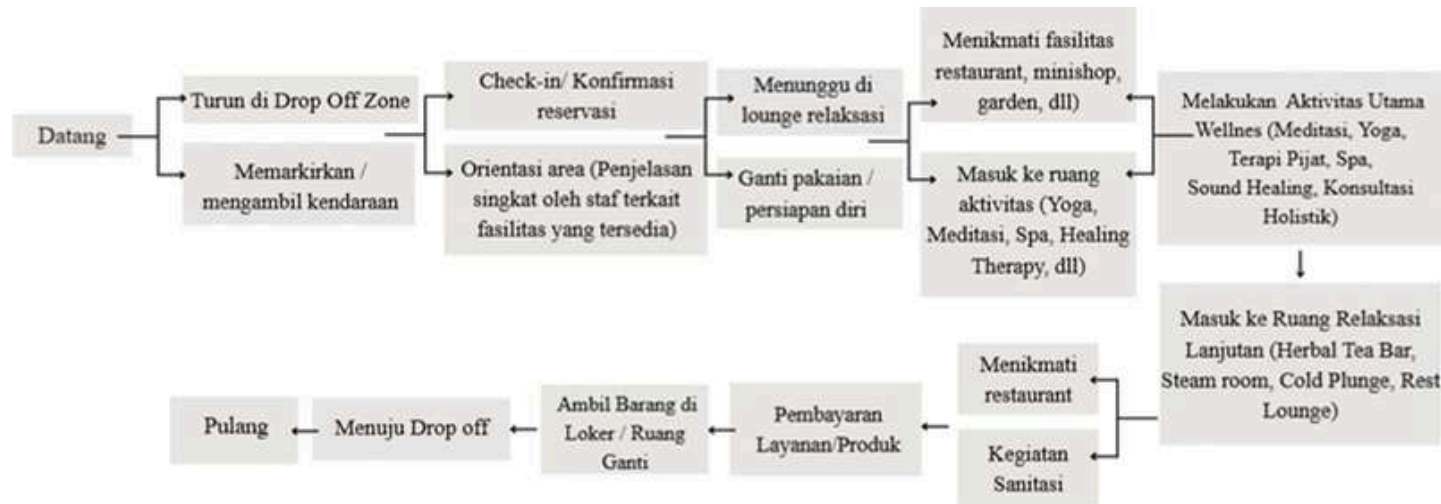 Datang
Turun di Drop Off Zone
Memarkirkan /
mengambil kendaraan
Check-in/ Konfirmasi
reservasi
Orientasi area (Penjelasan
singkat oleh staf terkait
fasilitas yang tersedia)
Menunggu di
lounge relaksasi
Ganti pakaian /
persiapan diri
Menikmati fasilitas
restaurant, minishop,
garden, dll)
Masuk ke ruang
aktivitas (Yoga,
Meditasi, Spa, Healing
Therapy, dll)
Melakukan Aktivitas Utama
Wellnes (Meditasi, Yoga,
Terapi Pijat, Spa,
Sound Healing, Konsultasi
Holistik)
Masuk ke Ruang Relaksasi
Lanjutan (Herbal Tea Bar,
Steam room, Cold Plunge, Rest
Lounge)
Menikmati
restaurant
Kegiatan
Sanitasi
Pembayaran
Layanan/Produk
Ambil Barang di
Loker / Ruang
Ganti
Menuju Drop off
Pulang